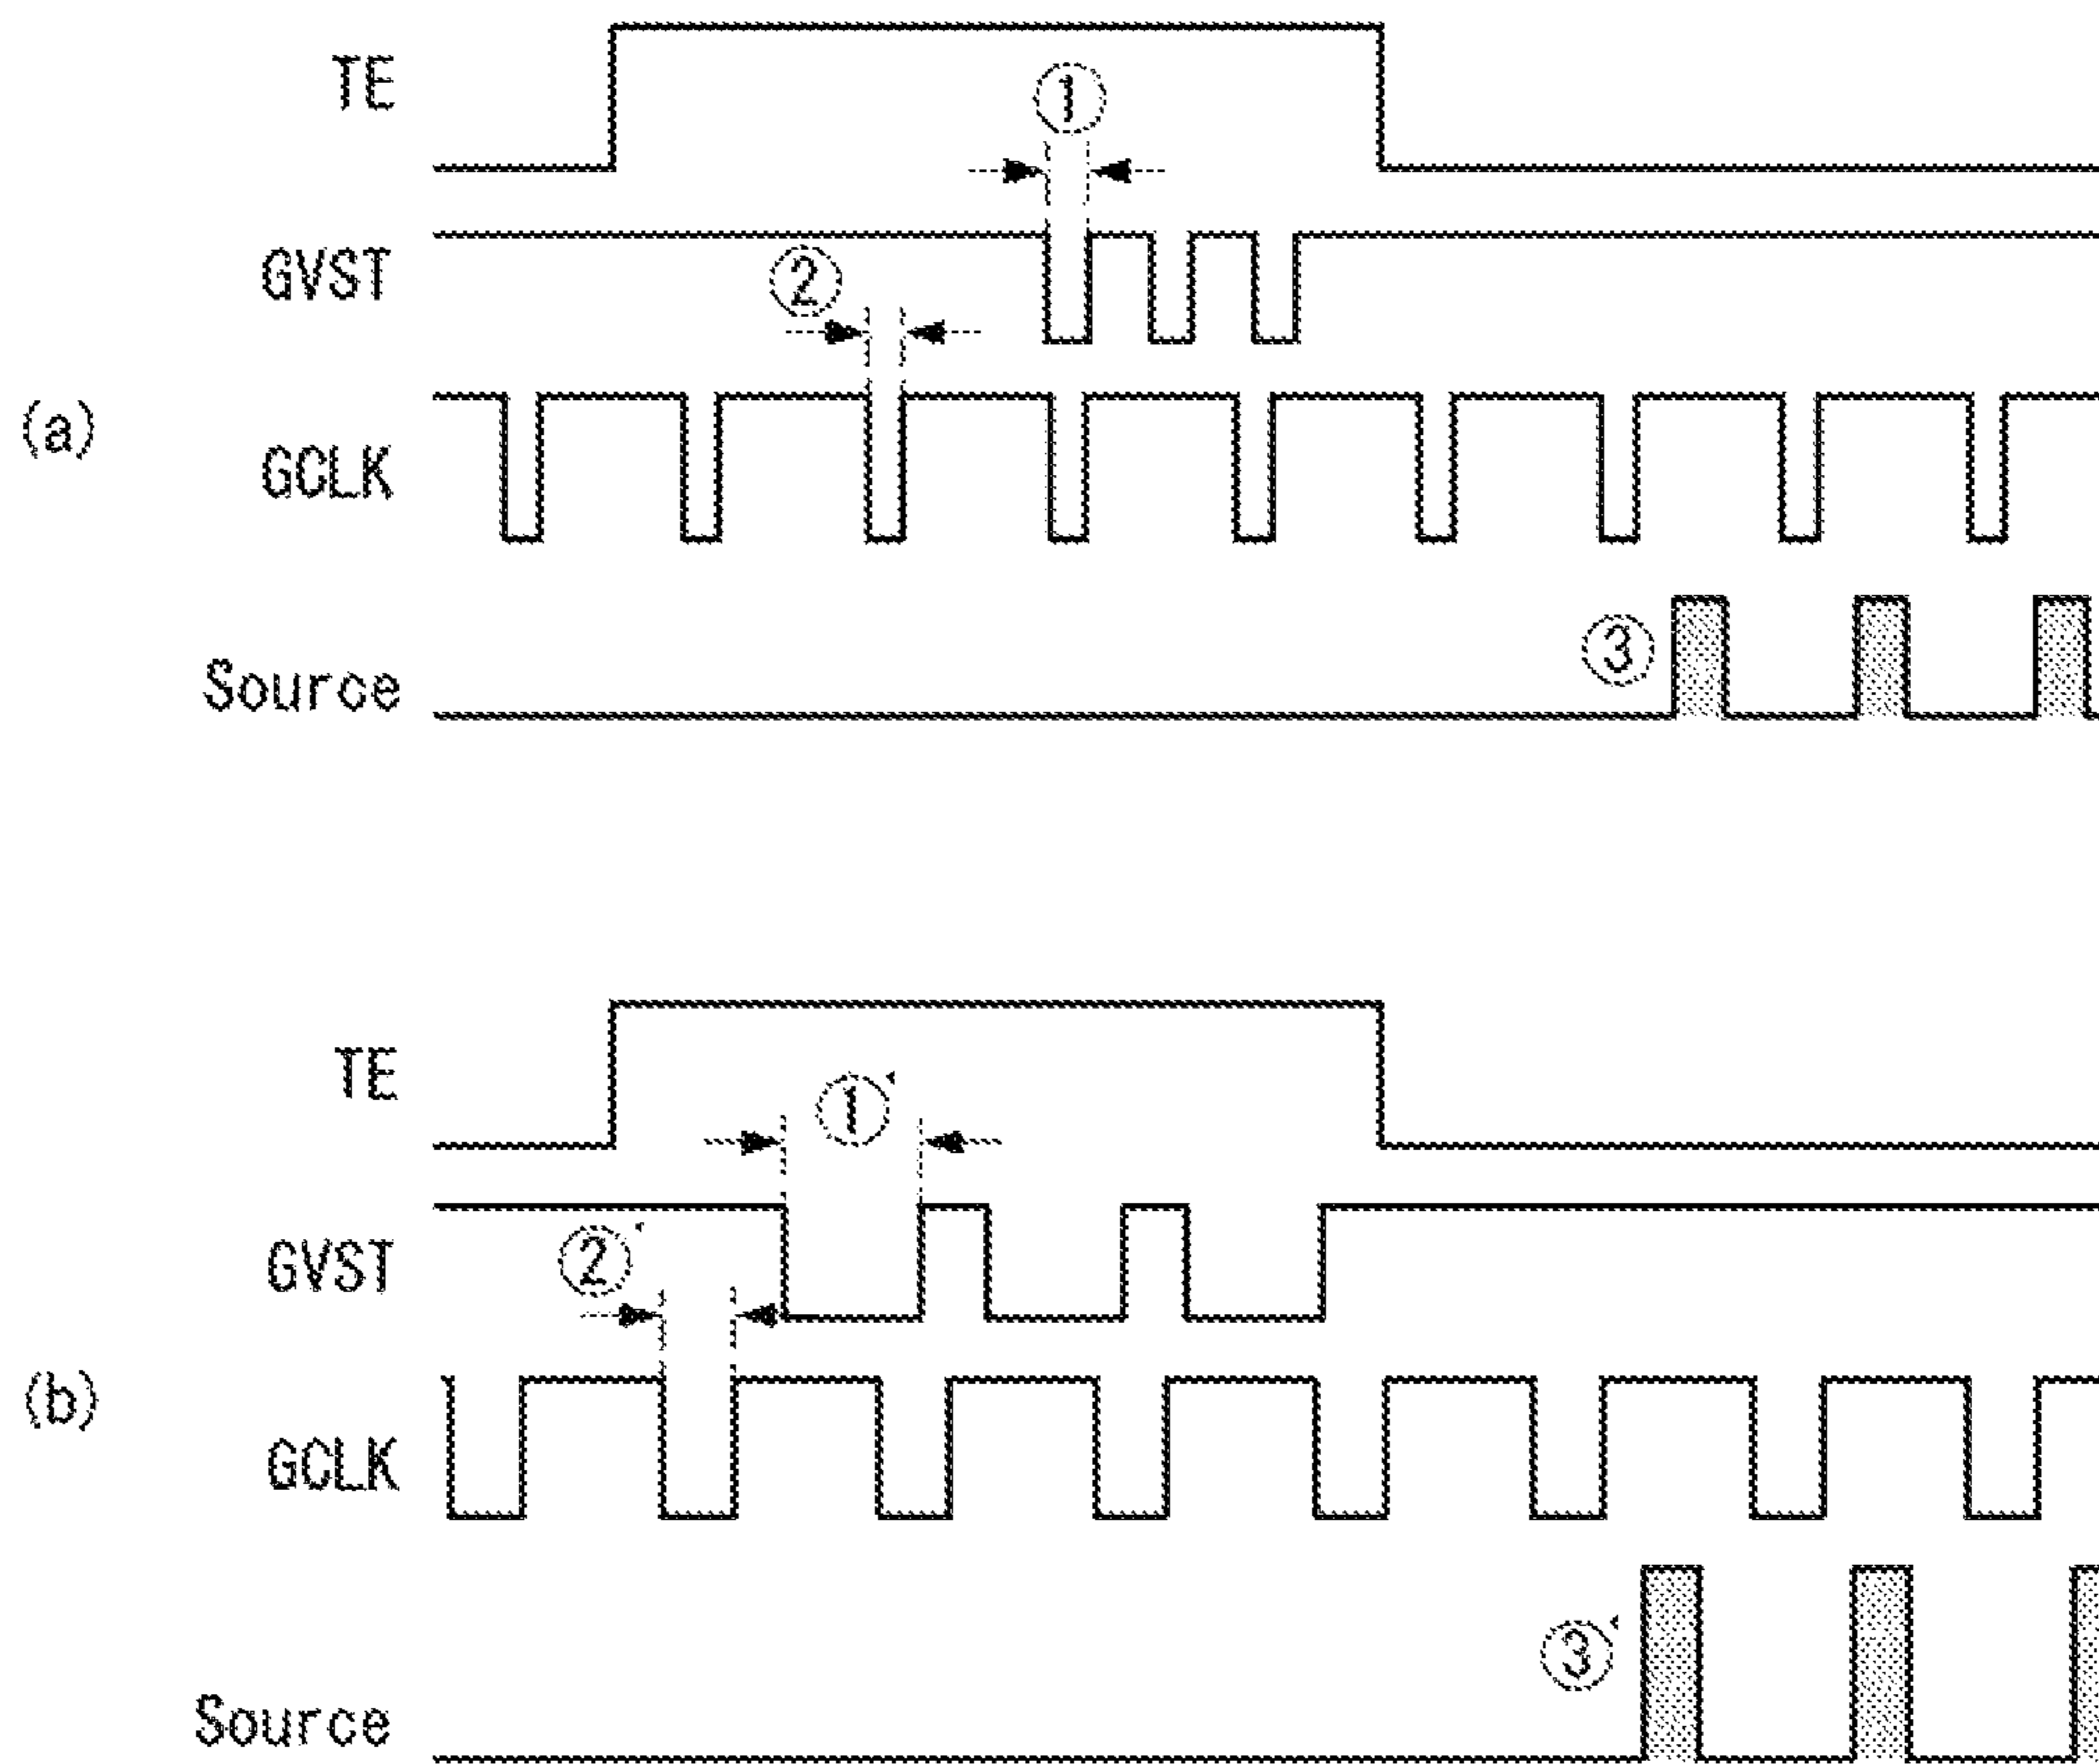 TE
①
GVST
②
(a)
GCLK
③
Source
TE
①'
GVST
②'
(b)
GCLK
③'
Source